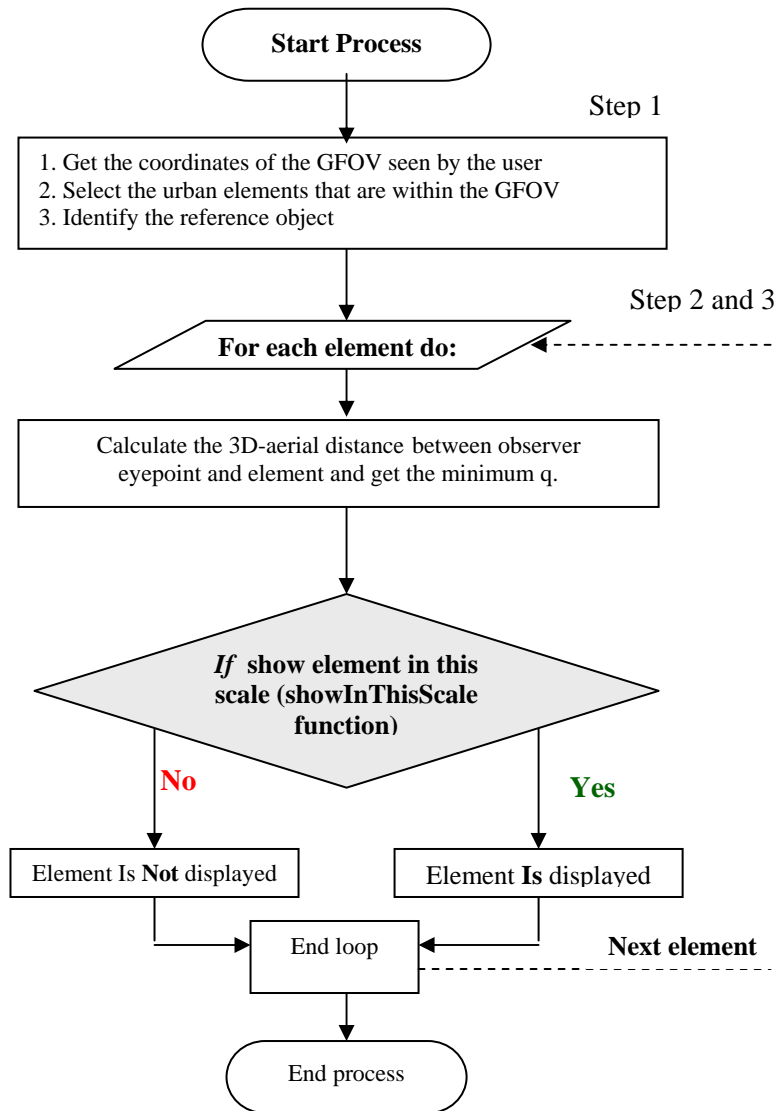 Start Process
Step 1
1. Get the coordinates of the GFOV seen by the user
2. Select the urban elements that are within the GFOV
3. Identify the reference object
Step 2 and 3
For each element do:
Calculate the 3D-aerial distance between observer
eyepoint and element and get the minimum q.
If show element in this
scale (showInThisScale
function)
No
Yes
Element Is Not displayed
Element Is displayed
End loop
Next element
End process